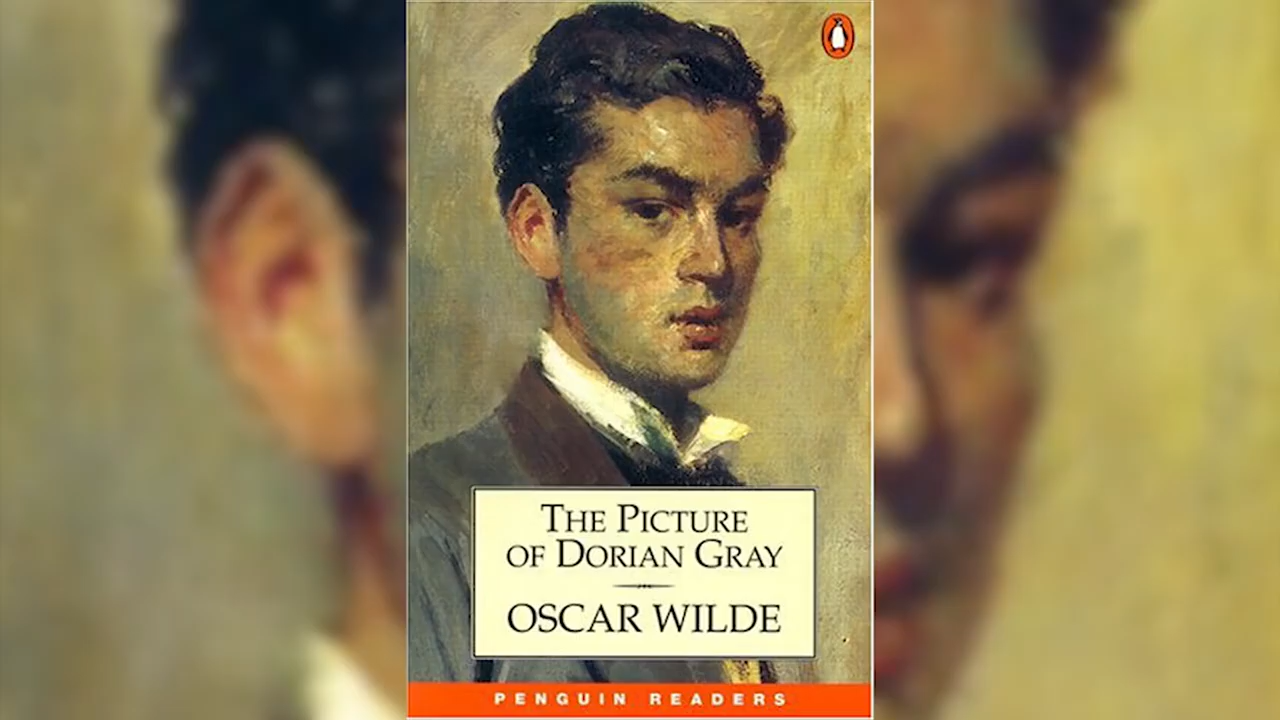 THE PICTURE
OF DORIAN GRAY
OSCAR WILDE
PENGUIN READERS